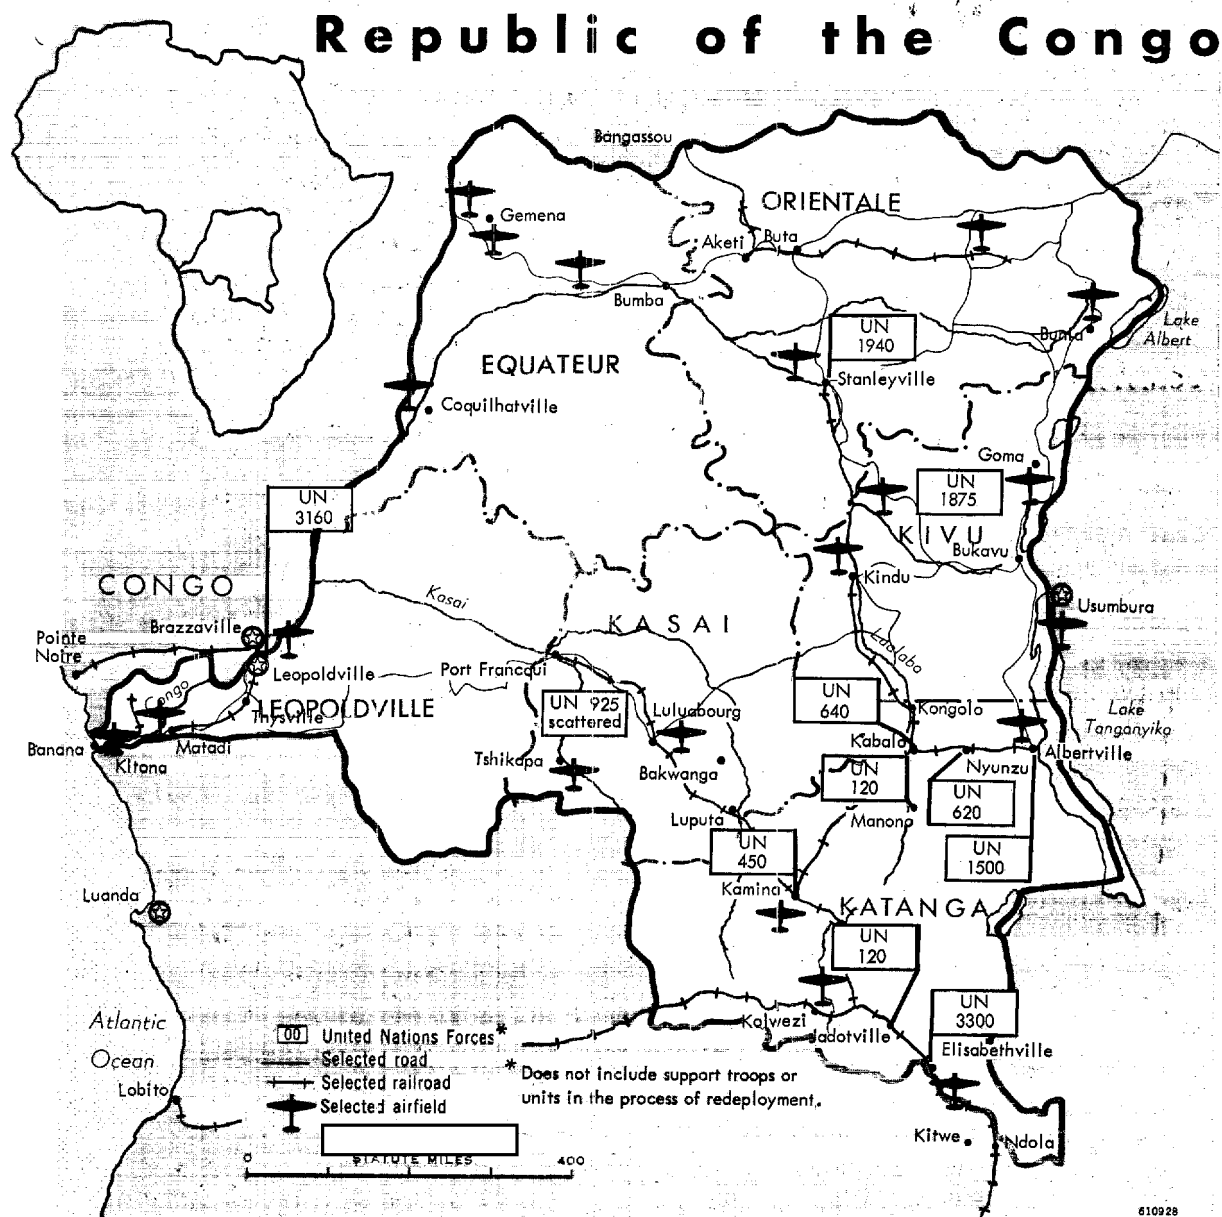 Republic of the Congo
Bangassou
ORIENTALE
Gemena
Aketi
Buta
Bumba
Bunia
Lake
Albert
UN
1940
EQUATEUR
Stanleyville
Coquilhatville
Goma
UN
1875
UN
3160
KIVU
Bukavu
Kindu
CONGO
Kasai
Usumbura
Brazzaville
KASAI
Pointe
Notre
Lualaba
Leopoldville
Port Francqui
Congo
LEOPOLDVILLE
Thysville
UN 925
scattered
Luluabourg
UN
640
Kongolo
Lake
Tanganyika
Banana
Matadi
Kabalo
Albertville
Kitona
Tshikapa
Bakwanga
Nyunzu
UN
120
UN
620
Luputa
Manono
UN
450
UN
1500
Kamina
Luanda
KATANGA
UN
120
UN
3300
Atlantic
Ocean
Kolwezi
Jadotville
Elisabethville
Lobito
00 United Nations Forces*
Selected road
Selected railroad
Selected airfield
* Does not include support troops or
units in the process of redeployment.
Kitwe
Ndola
STATUTE MILES
0 400
610928